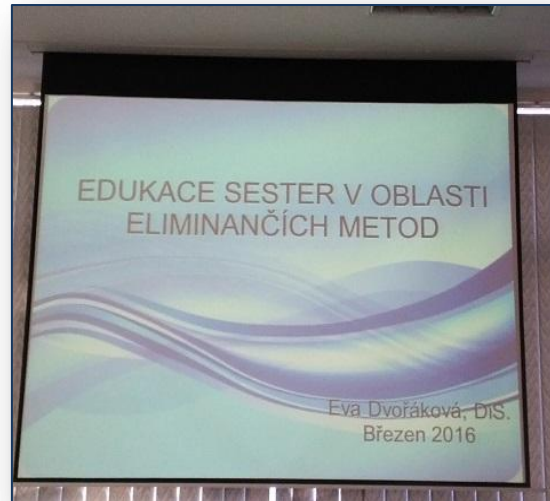 EDUKACE SESTER V OBLASTI
ELIMINANČÍCH METOD
Eva Dvořáková, DiS.
Březen 2016